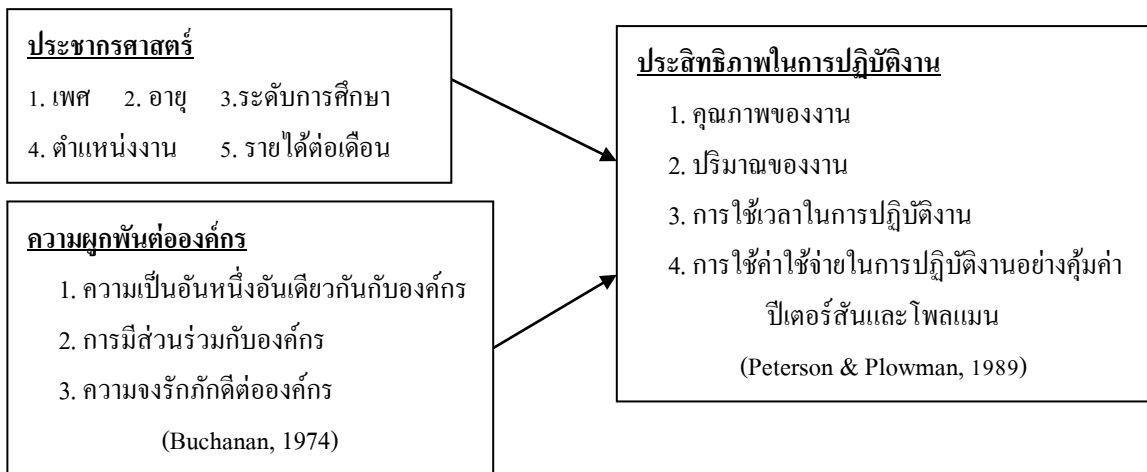 ประชากรศาสตร์
1. เพศ 2. อายุ 3.ระดับการศึกษา
4. ตำแหน่งงาน 5. รายได้ต่อเดือน
ความผูกพันต่อองค์กร
1. ความเป็นอันหนึ่งอันเดียวกันกับองค์กร
2. การมีส่วนร่วมกับองค์กร
3. ความจงรักภักดีต่อองค์กร
(Buchanan, 1974)
ประสิทธิภาพในการปฏิบัติงาน
1. คุณภาพของงาน
2. ปริมาณของงาน
3. การใช้เวลาในการปฏิบัติงาน
4. การใช้ค่าใช้จ่ายในการปฏิบัติงานอย่างคุ้มค่า
ปีเตอร์สันและโพลแมน
(Peterson & Plowman, 1989)